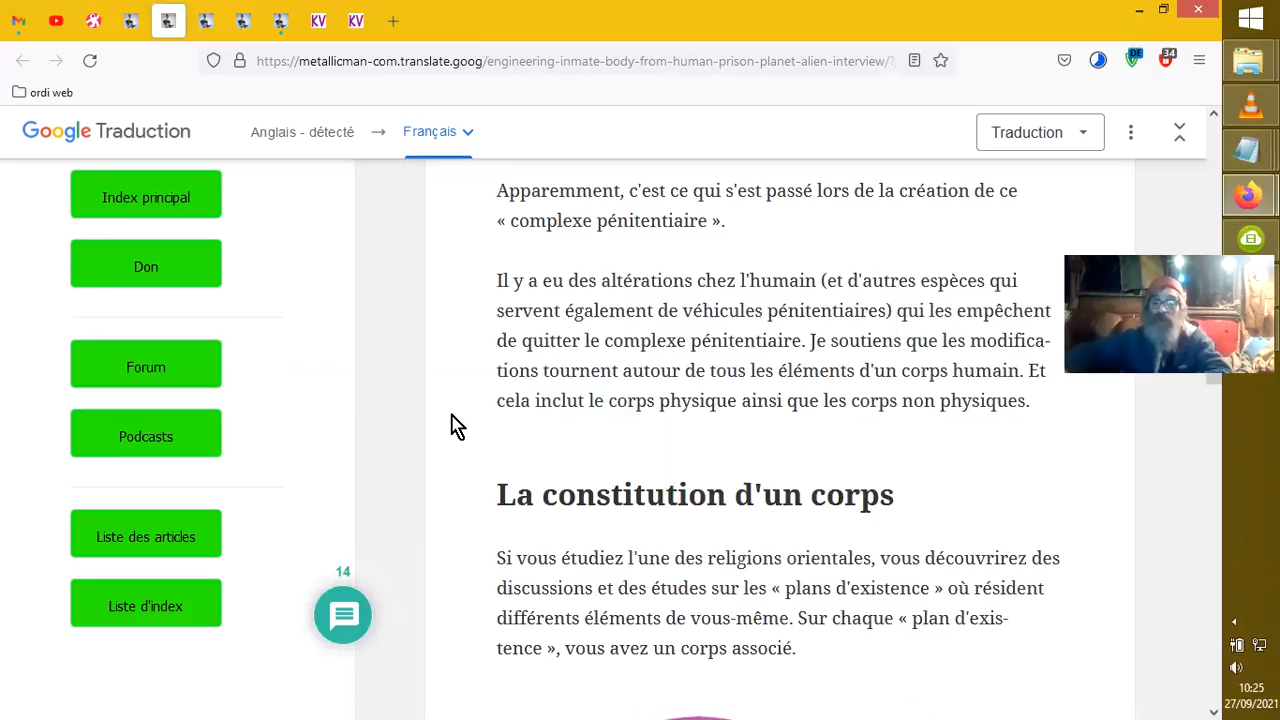 KV
KV
https://metallicman-com.translate.goog/engineering-inmate-body-from-human-prison-planet-alien-interview/?
DE
34
ordi web
Google Traduction
Anglais - détecté
Français
Traduction
Index principal
Don
Forum
Podcasts
Liste des articles
Liste d'index
14
Apparemment, c'est ce qui s'est passé lors de la création de ce
« complexe pénitentiaire ».
Il y a eu des altérations chez l'humain (et d'autres espèces qui
servent également de véhicules pénitentiaires) qui les empêchent
de quitter le complexe pénitentiaire. Je soutiens que les modifica-
tions tournent autour de tous les éléments d'un corps humain. Et
cela inclut le corps physique ainsi que les corps non physiques.
La constitution d'un corps
Si vous étudiez l'une des religions orientales, vous découvrirez des
discussions et des études sur les « plans d'existence » où résident
différents éléments de vous-même. Sur chaque « plan d'exis-
tence », vous avez un corps associé.
10:25
27/09/2021